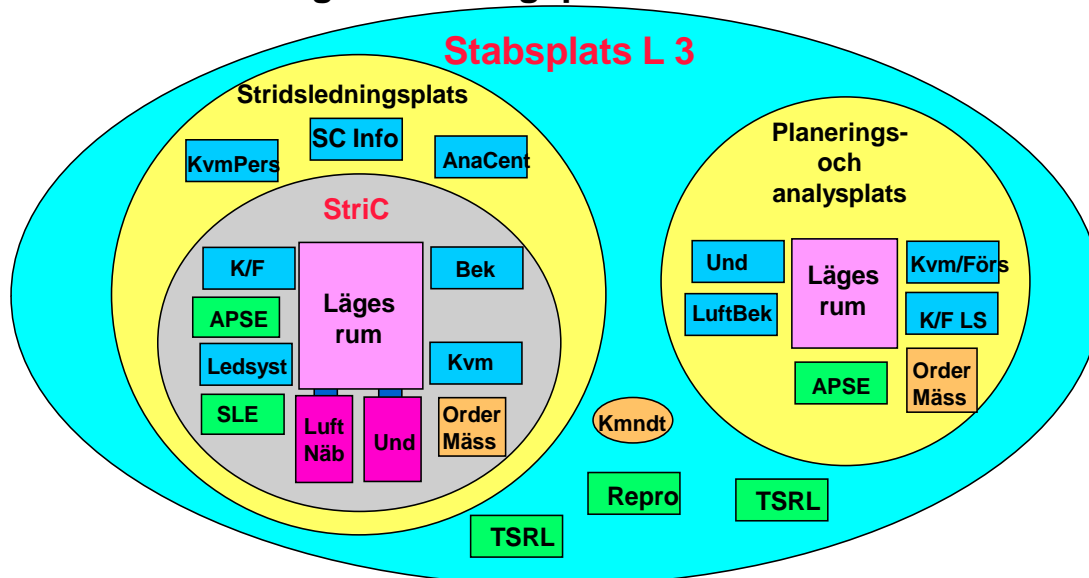 Stabsplats L 3
Stridsledningsplats
SC Info
KvmPers
AnaCent
StriC
K/F
Läges
rum
Bek
APSE
Ledsyst
Kvm
SLE
Luft
Näb
Und
Order
Mäss
Planerings-
och
analysplats
Und
Läges
rum
Kvm/Förs
LuftBek
K/F LS
APSE
Order
Mäss
Kmndt
Repro
TSRL
TSRL